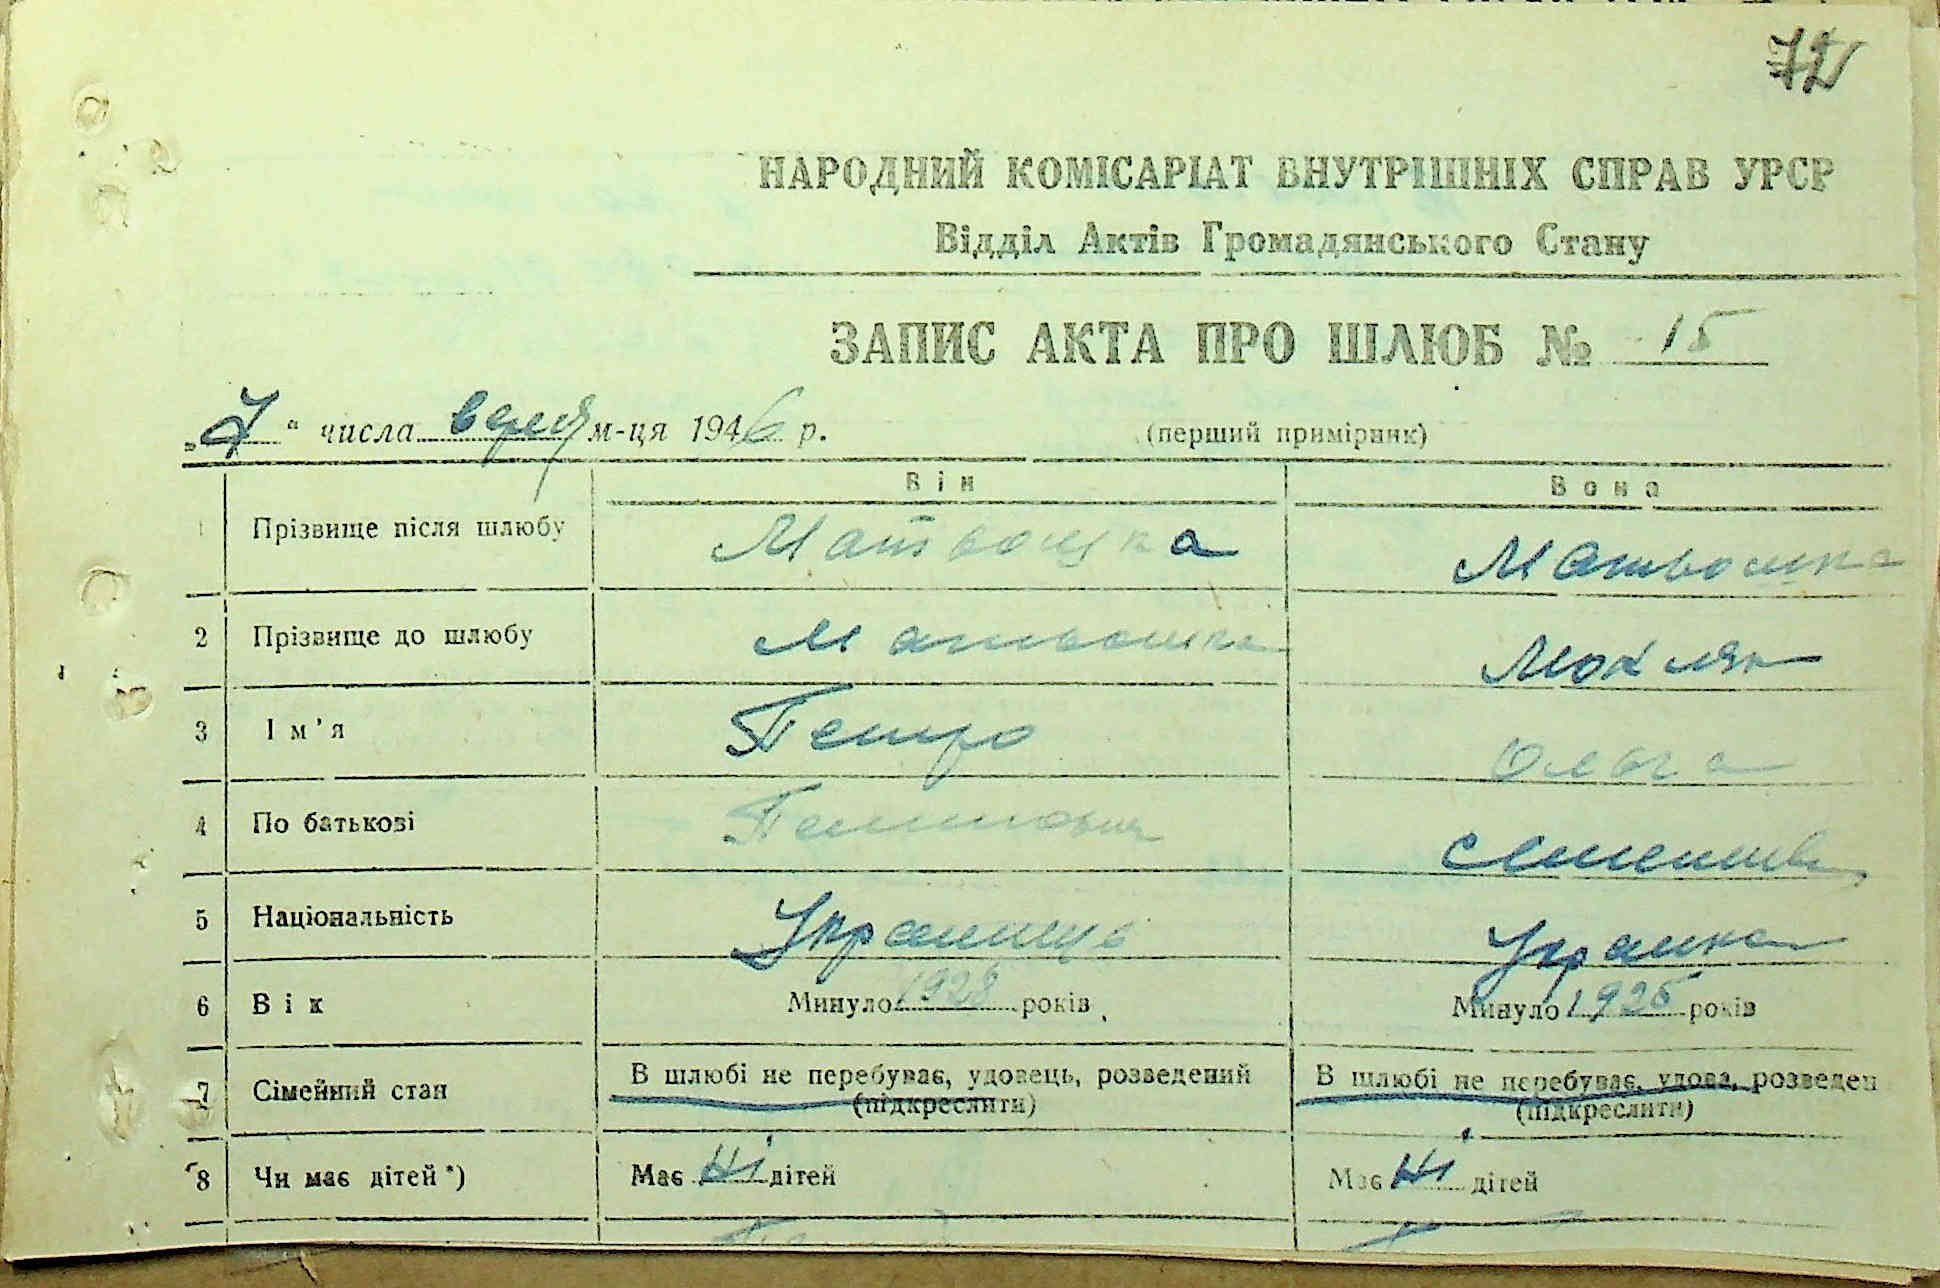 72
НАРОДНИЙ КОМІСАРІАТ ВНУТРІШНІХ СПРАВ УРСР
Відділ Актів Громадянського Стану
ЗАПИС АКТА ПРО ШЛЮБ № 15
„7“ числа верес м-ця 1946 р. (перший примірник)
Він Вона
1 Прізвище після шлюбу
2 Прізвище до шлюбу
3 Ім'я Петро Ольга
4 По батькові
5 Національність Українець Українка
6 Вік Минуло 1928 років Минуло 1925 років
7 Сімейний стан В шлюбі не перебуває, удовець, розведений В шлюбі не перебуває, удова, розведен
(підкреслити) (підкреслити)
8 Чи має дітей*) Має ні дітей Має ні дітей